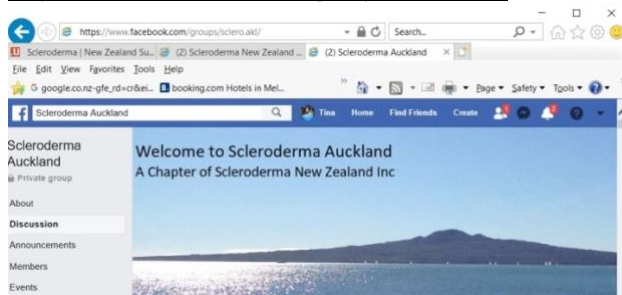 https://www.facebook.com/groups/sclero.akl/
Search...
Scleroderma | New Zealand Su...
(2) Scleroderma New Zealand ...
(2) Scleroderma Auckland
File Edit View Favorites Tools Help
google.co.nz-gfe_rd=cr&ei...
booking.com Hotels in Mel...
Page Safety Tools
Scleroderma Auckland
Tina Home Find Friends Create
Scleroderma
Auckland
Private group
About
Discussion
Announcements
Members
Events
Welcome to Scleroderma Auckland
A Chapter of Scleroderma New Zealand Inc